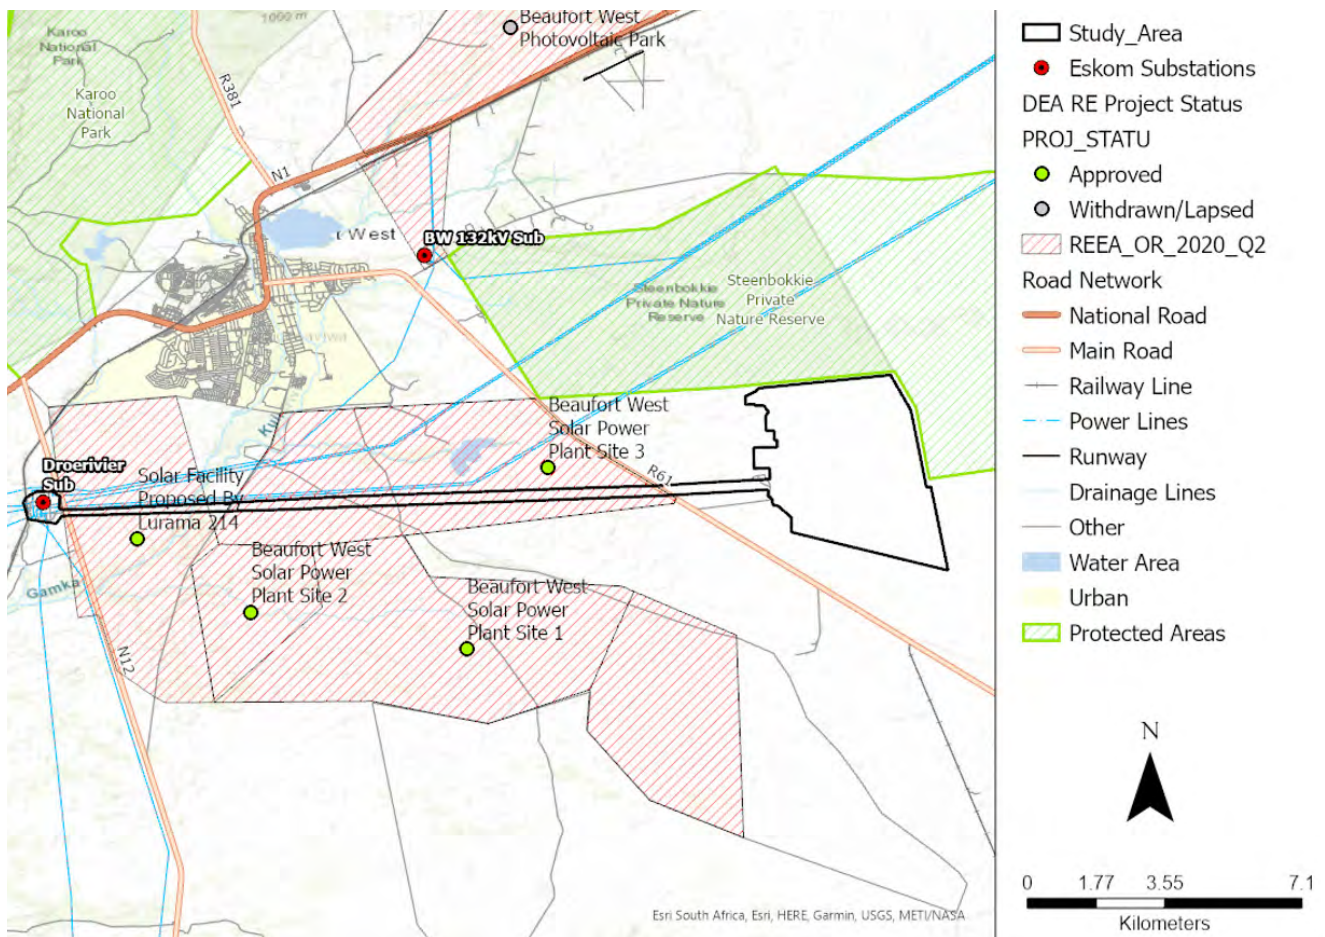 1000 m
Beaufort West
Photovoltaic Park
Karoo
National
Park
Karoo
National
Park
R381
N1
t West
BW 132kV Sub
Steenbokkie
Private Nature
Reserve
Steenbokkie
Private
Nature Reserve
Beaufort West
Solar Power
Plant Site 3
Droerivier
Sub
Solar Facility
Proposed By
Lurama 214
R61
Beaufort West
Solar Power
Plant Site 2
Gamka
Beaufort West
Solar Power
Plant Site 1
N12
Esri South Africa, Esri, HERE, Garmin, USGS, METI/NASA
Study_Area
Eskom Substations
DEA RE Project Status
PROJ_STATU
Approved
Withdrawn/Lapsed
REEA_OR_2020_Q2
Road Network
National Road
Main Road
Railway Line
Power Lines
Runway
Drainage Lines
Other
Water Area
Urban
Protected Areas
N
0 1.77 3.55 7.1
Kilometers